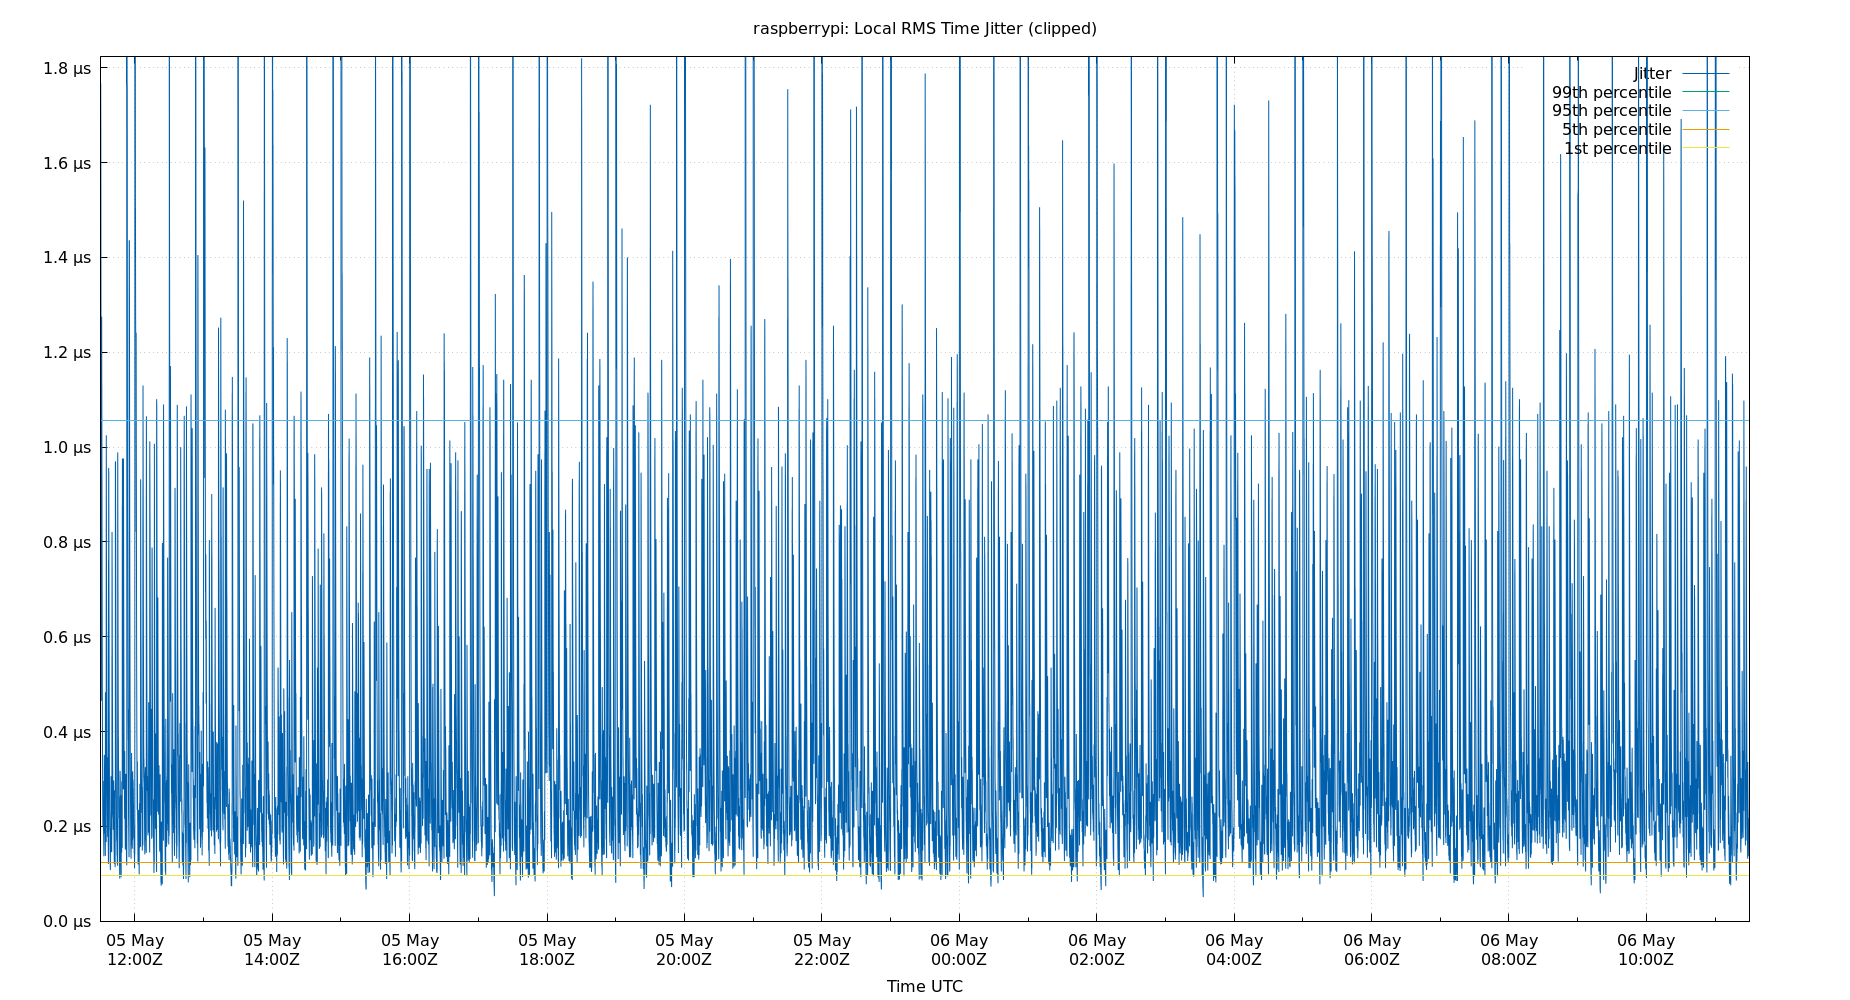 raspberrypi: Local RMS Time Jitter (clipped)
1.8 μs
1.6 μs
1.4 μs
1.2 μs
1.0 μs
0.8 μs
0.6 μs
0.4 μs
0.2 μs
0.0 μs
Jitter
99th percentile
95th percentile
5th percentile
1st percentile
05 May 05 May 05 May 05 May 05 May 05 May 06 May 06 May 06 May 06 May 06 May 06 May
12:00Z 14:00Z 16:00Z 18:00Z 20:00Z 22:00Z 00:00Z 02:00Z 04:00Z 06:00Z 08:00Z 10:00Z
Time UTC